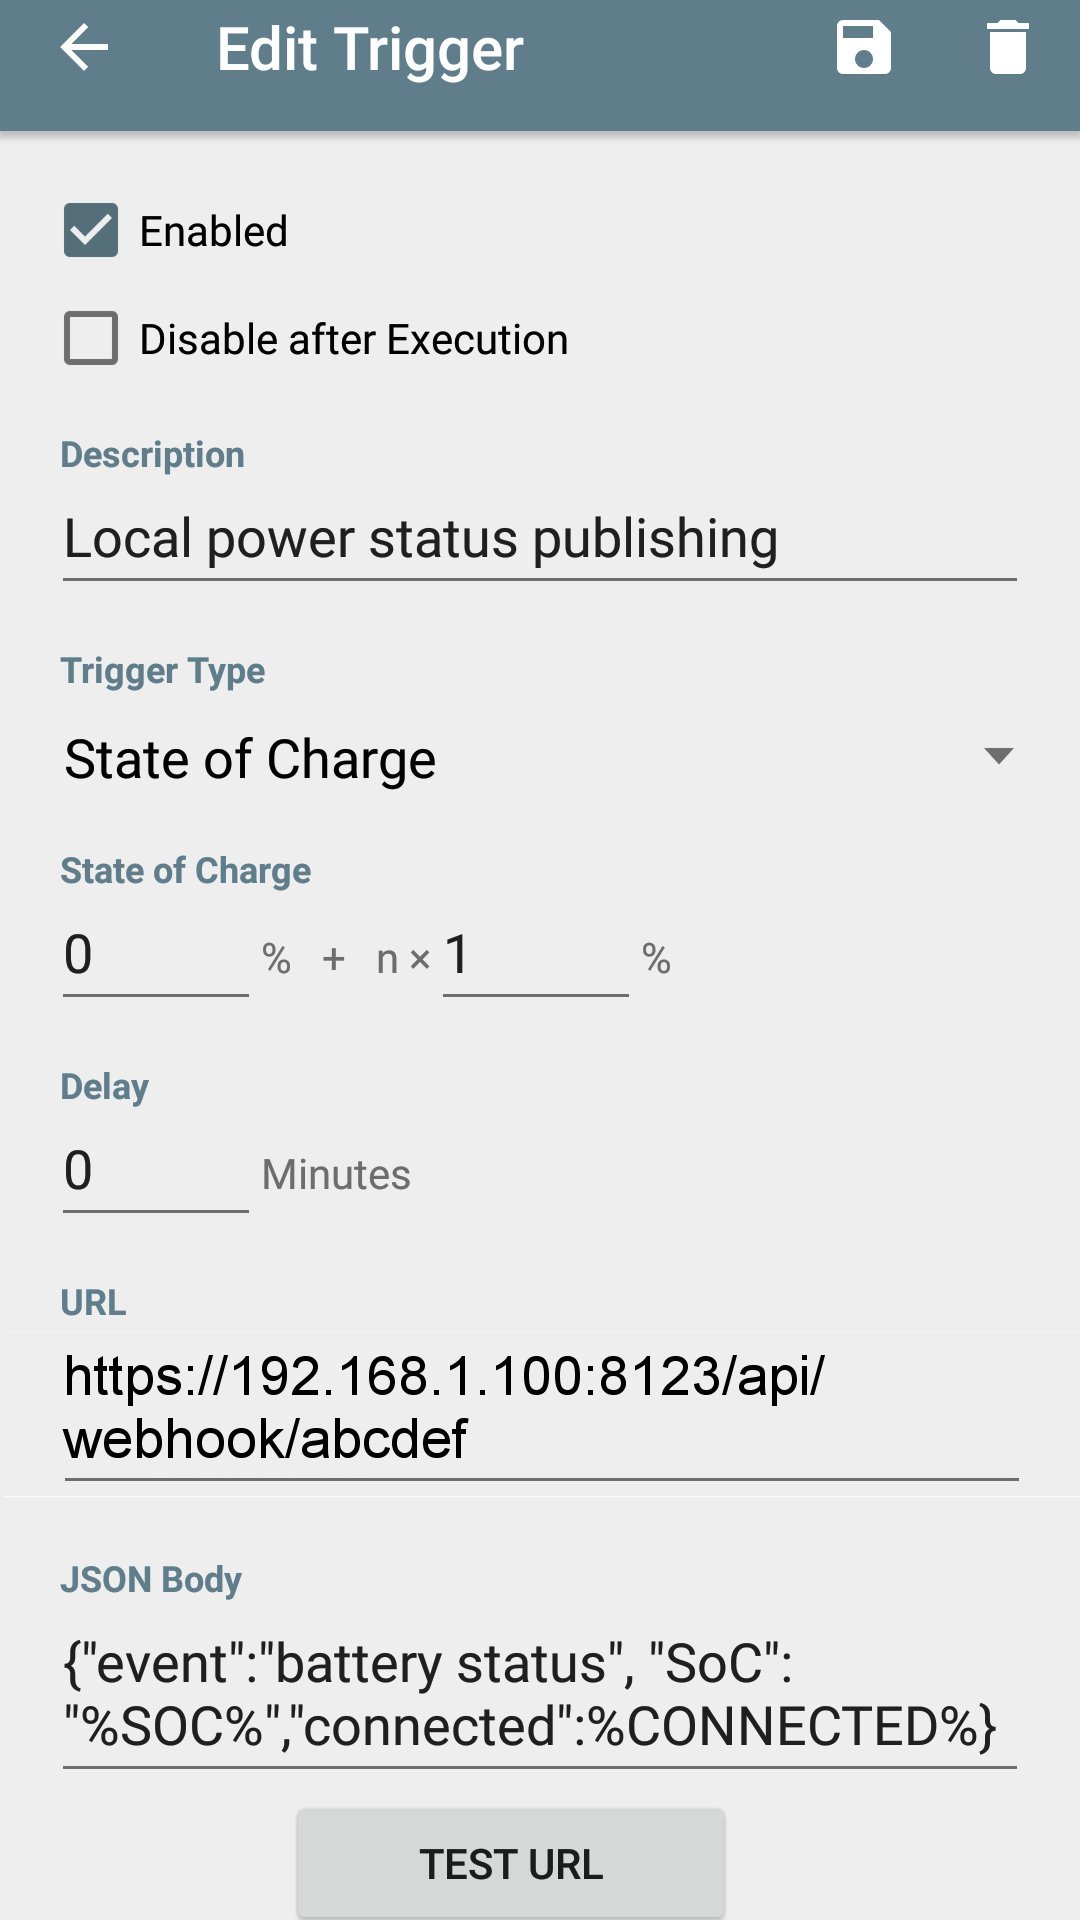 Edit Trigger
Enabled
Disable after Execution
Description
Local power status publishing
Trigger Type
State of Charge
State of Charge
0 % + n × 1 %
Delay
0 Minutes
URL
https://192.168.1.100:8123/api/
webhook/abcdef
JSON Body
{"event":"battery status", "SoC":
"%SOC%","connected":%CONNECTED%}
TEST URL